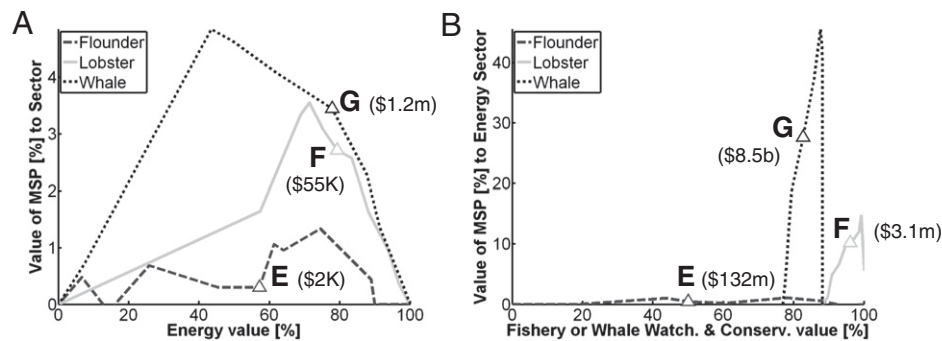 A
Flounder
Lobster
Whale
Value of MSP [%] to Sector
4
3
2
1
0
G ($1.2m)
F
($55K)
E ($2K)
0 20 40 60 80 100
Energy value [%]
B
Flounder
Lobster
Whale
Value of MSP [%] to Energy Sector
40
30
20
10
0
G
($8.5b)
F ($3.1m)
E ($132m)
0 20 40 60 80 100
Fishery or Whale Watch. & Conserv. value [%]